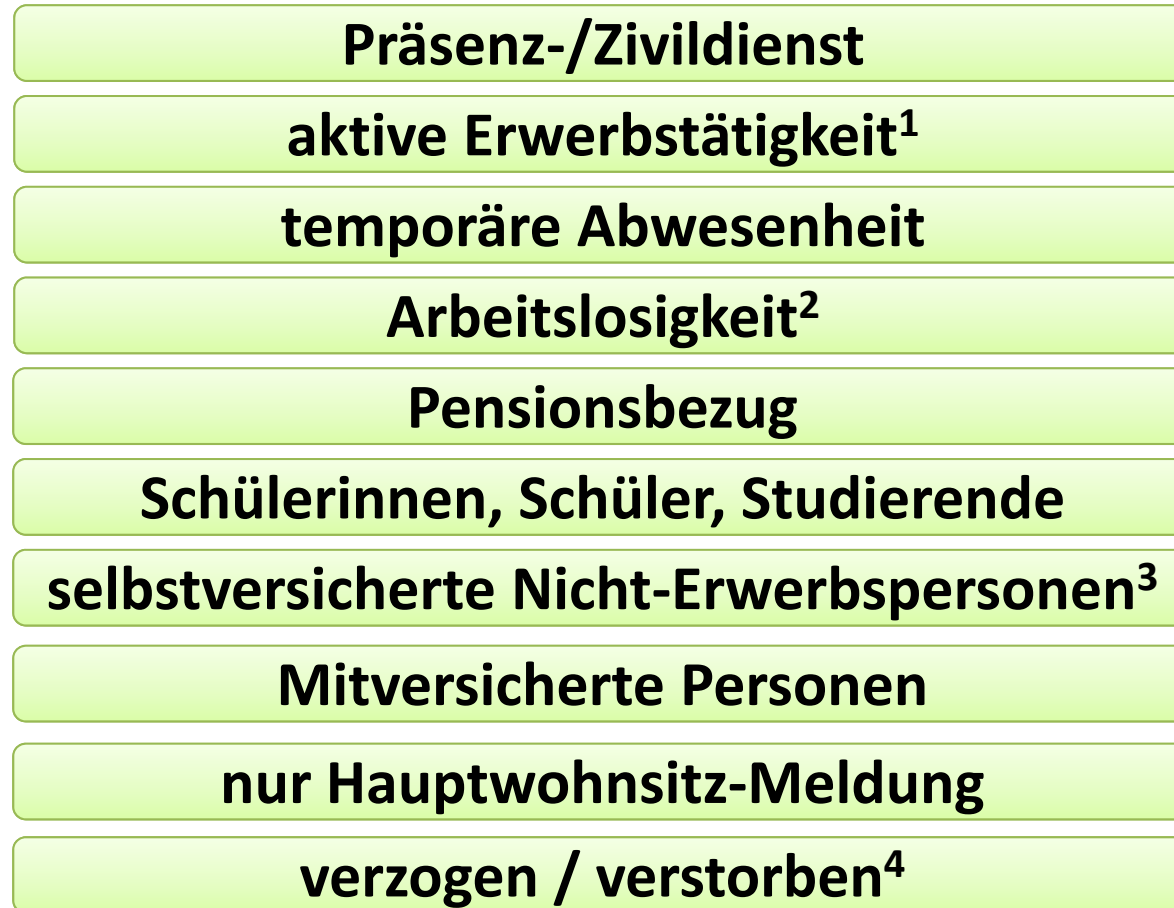 Präsenz-/Zivildienst
aktive Erwerbstätigkeit¹
temporäre Abwesenheit
Arbeitslosigkeit²
Pensionsbezug
Schülerinnen, Schüler, Studierende
selbstversicherte Nicht-Erwerbspersonen³
Mitversicherte Personen
nur Hauptwohnsitz-Meldung
verzogen / verstorben⁴